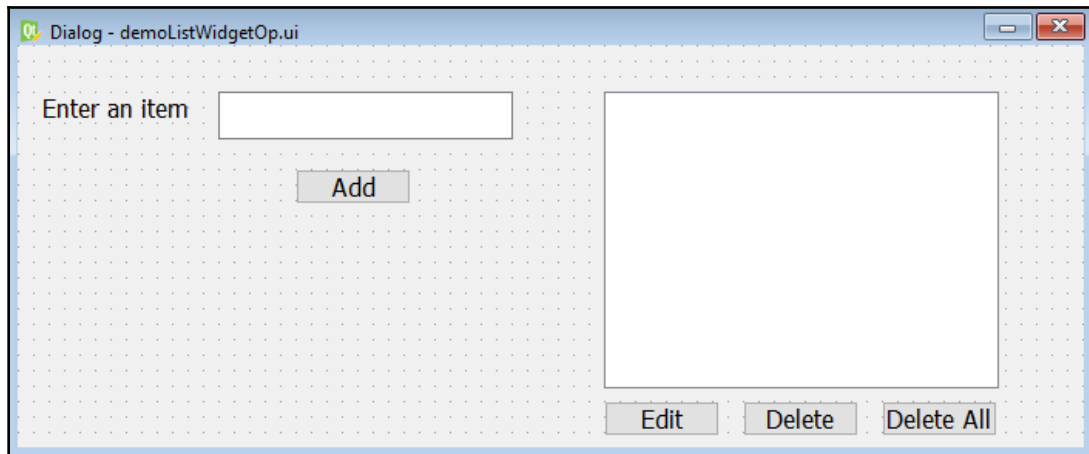 Dialog - demoListWidgetOp.ui
Enter an item
Add
Edit Delete Delete All